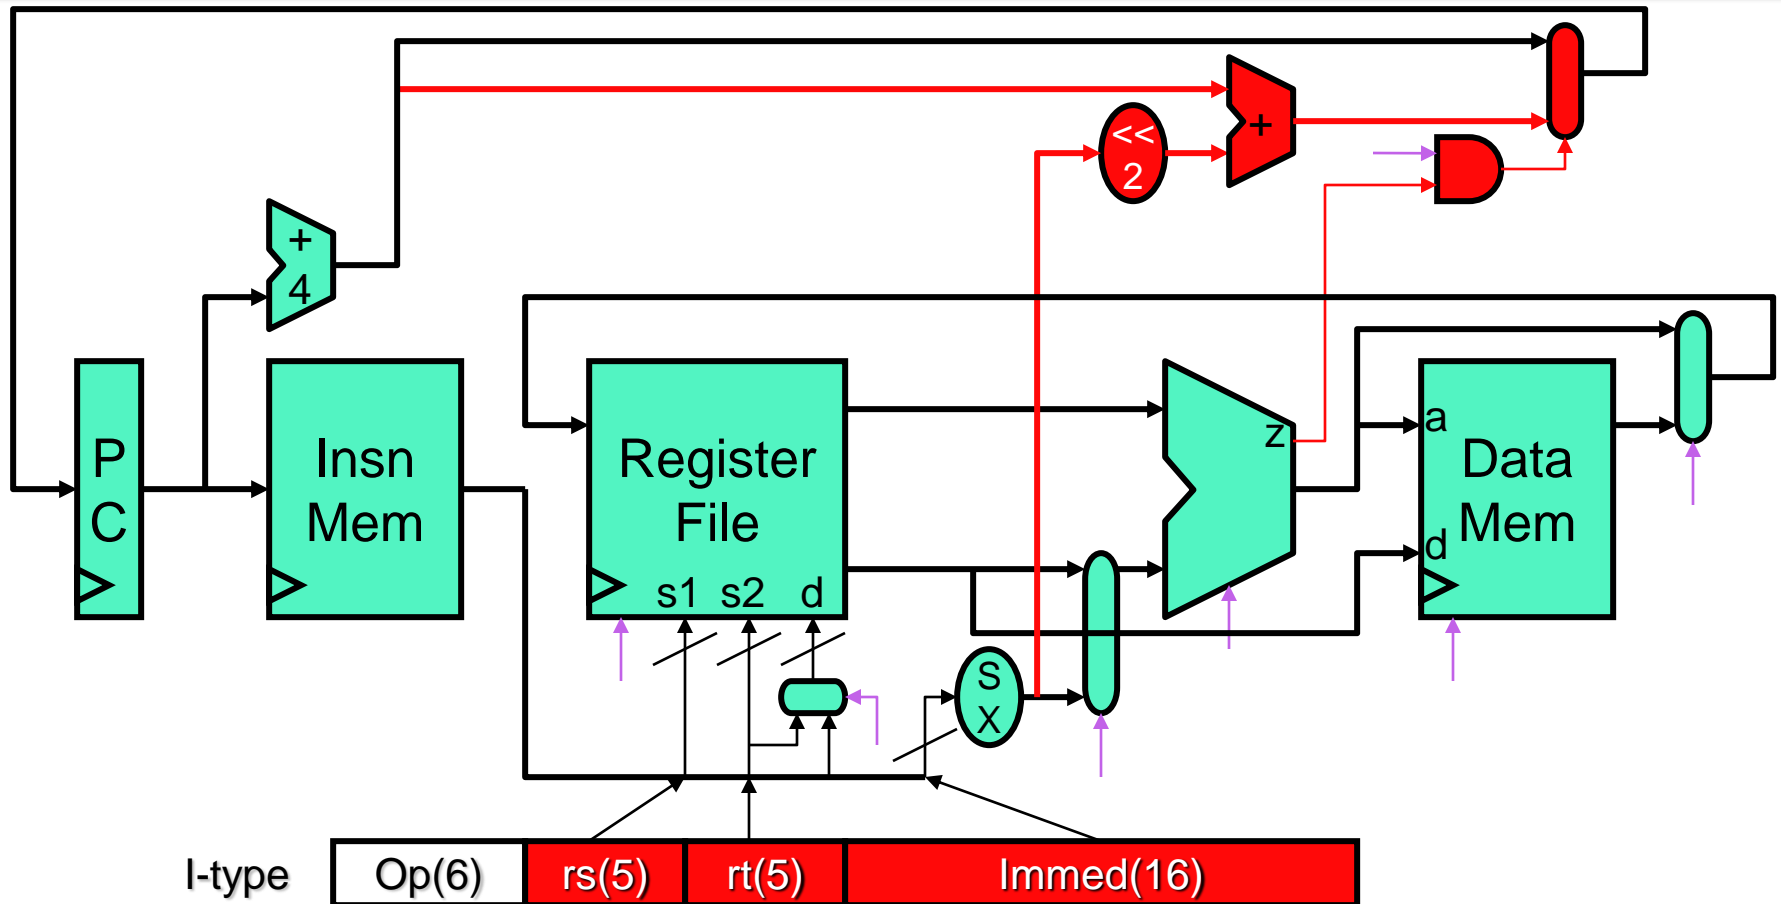 <<
2
+
+
4
P
C
Insn
Mem
Register
File
s1 s2 d
z
a
Data
Mem
d
S
X
I-type Op(6) rs(5) rt(5) Immed(16)